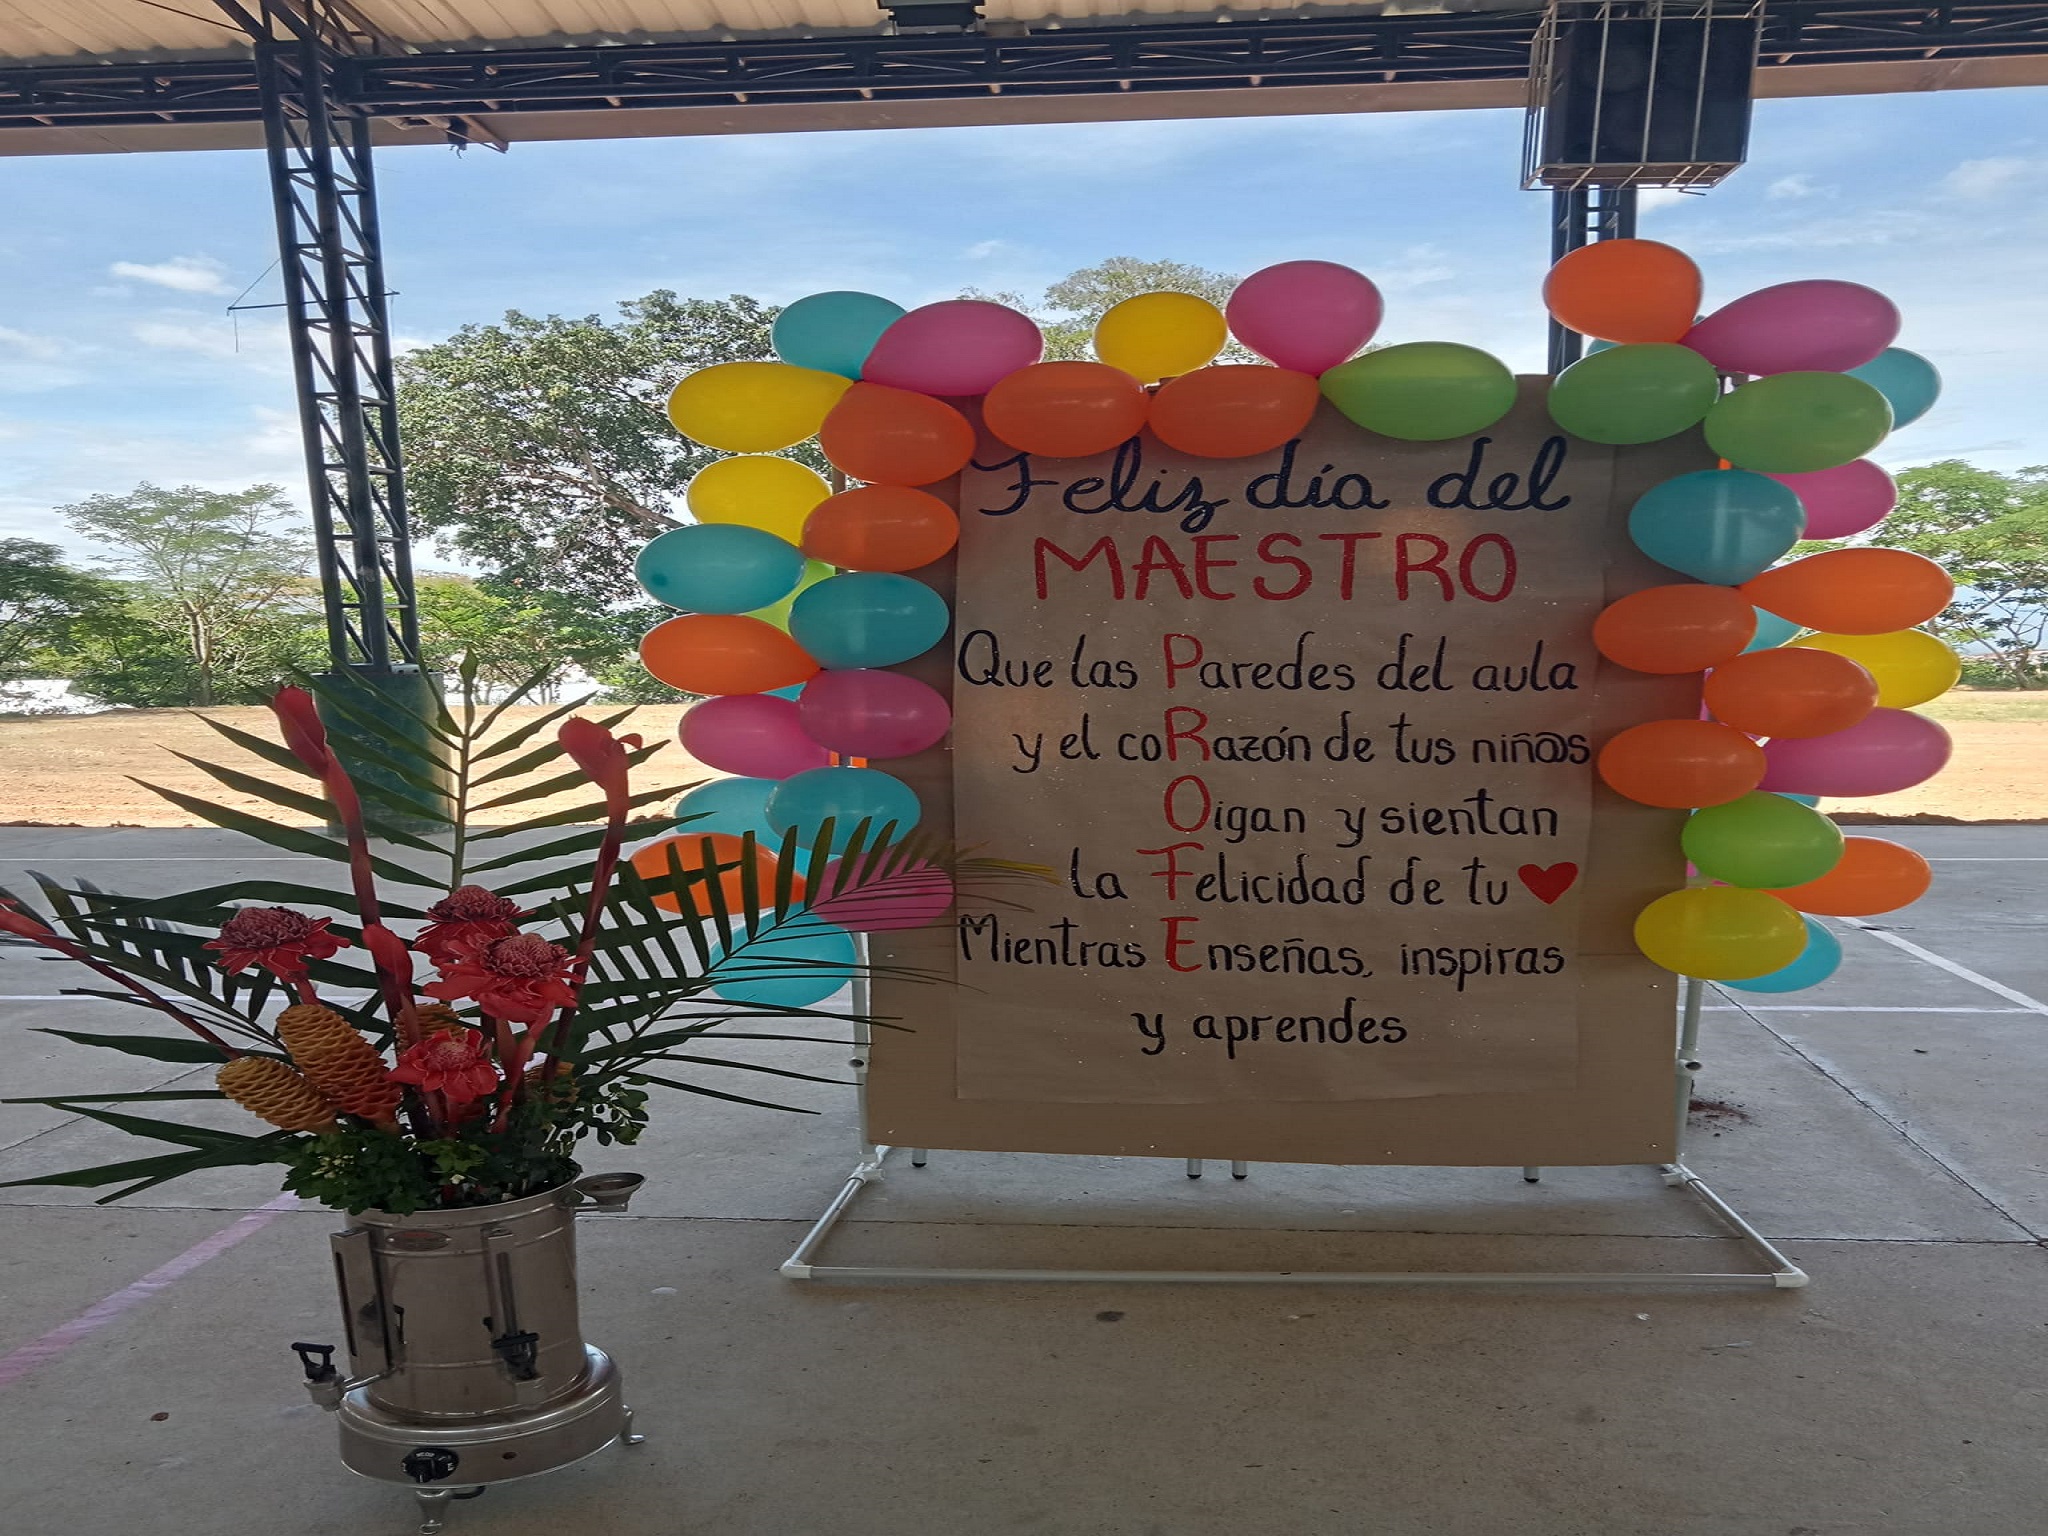 Feliz día del
MAESTRO
Que las Paredes del aula
y el coRazón de tus niñ@s
Oigan y sientan
la Felicidad de tu ♥
Mientras Enseñas, inspiras
y aprendes